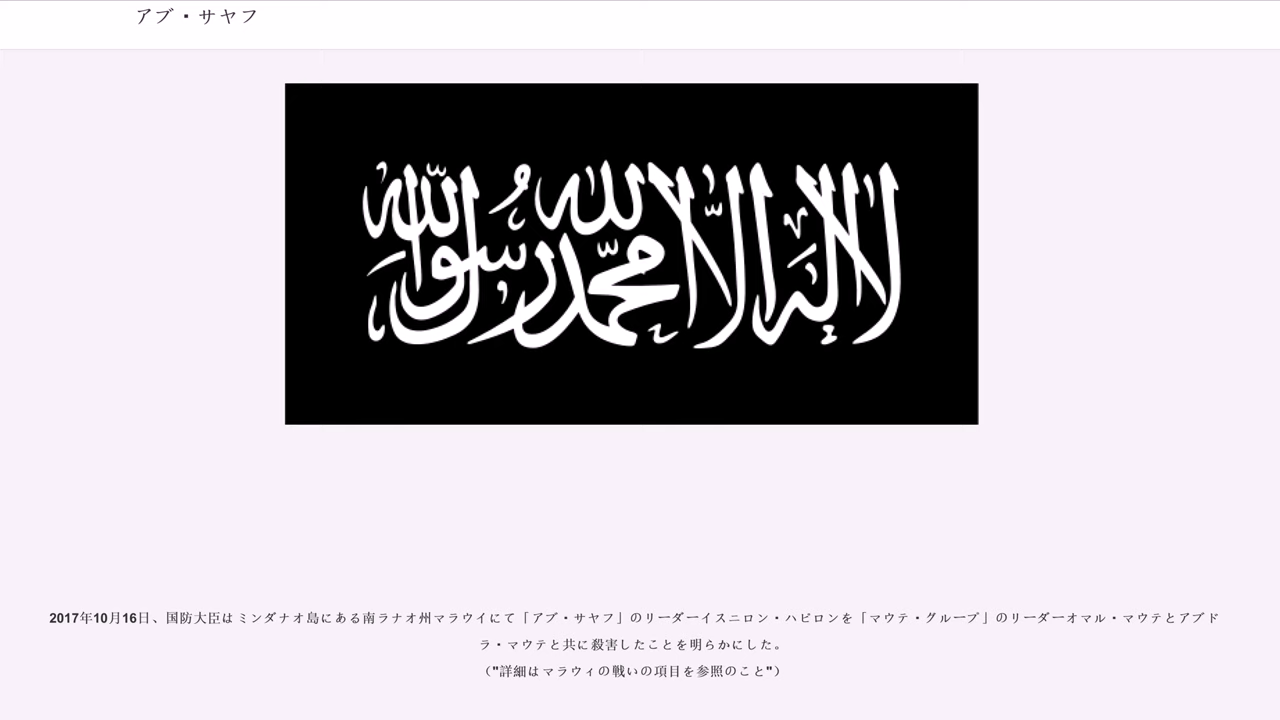 アブ・サヤフ
لا إله إلا الله محمد رسول الله
2017年10月16日、国防大臣はミンダナオ島にある南ラナオ州マラウイにて「アブ・サヤフ」のリーダーイスニロン・ハピロンを「マウテ・グループ」のリーダーオマル・マウテとアブド
ラ・マウテと共に殺害したことを明らかにした。
（"詳細はマラウィの戦いの項目を参照のこと"）